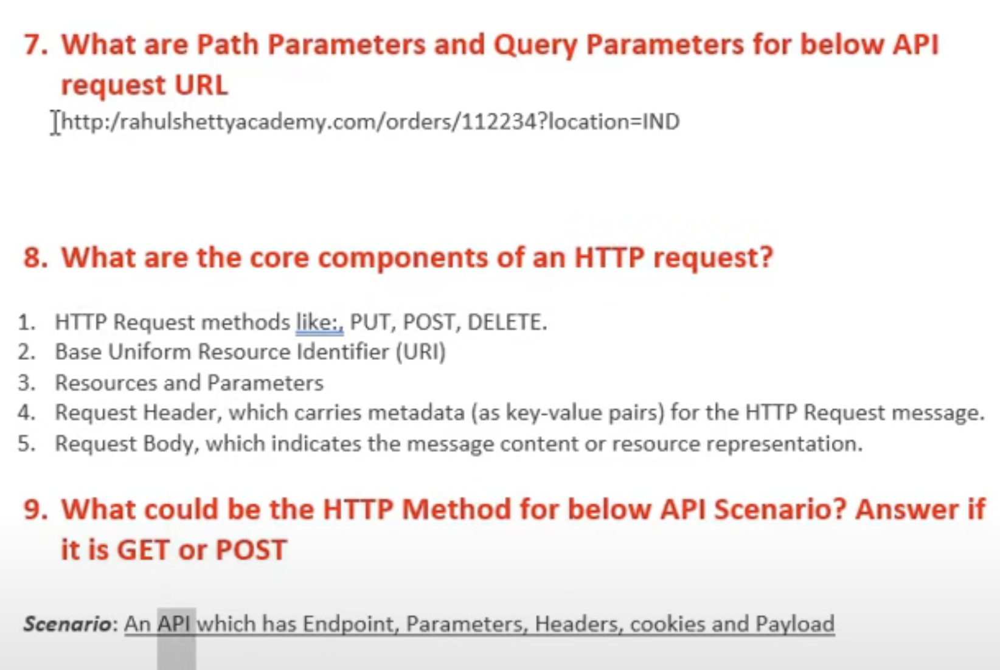 7. What are Path Parameters and Query Parameters for below API
request URL
http:/rahulshettyacademy.com/orders/112234?location=IND
8. What are the core components of an HTTP request?
1. HTTP Request methods like:, PUT, POST, DELETE.
2. Base Uniform Resource Identifier (URI)
3. Resources and Parameters
4. Request Header, which carries metadata (as key-value pairs) for the HTTP Request message.
5. Request Body, which indicates the message content or resource representation.
9. What could be the HTTP Method for below API Scenario? Answer if
it is GET or POST
Scenario: An API which has Endpoint, Parameters, Headers, cookies and Payload